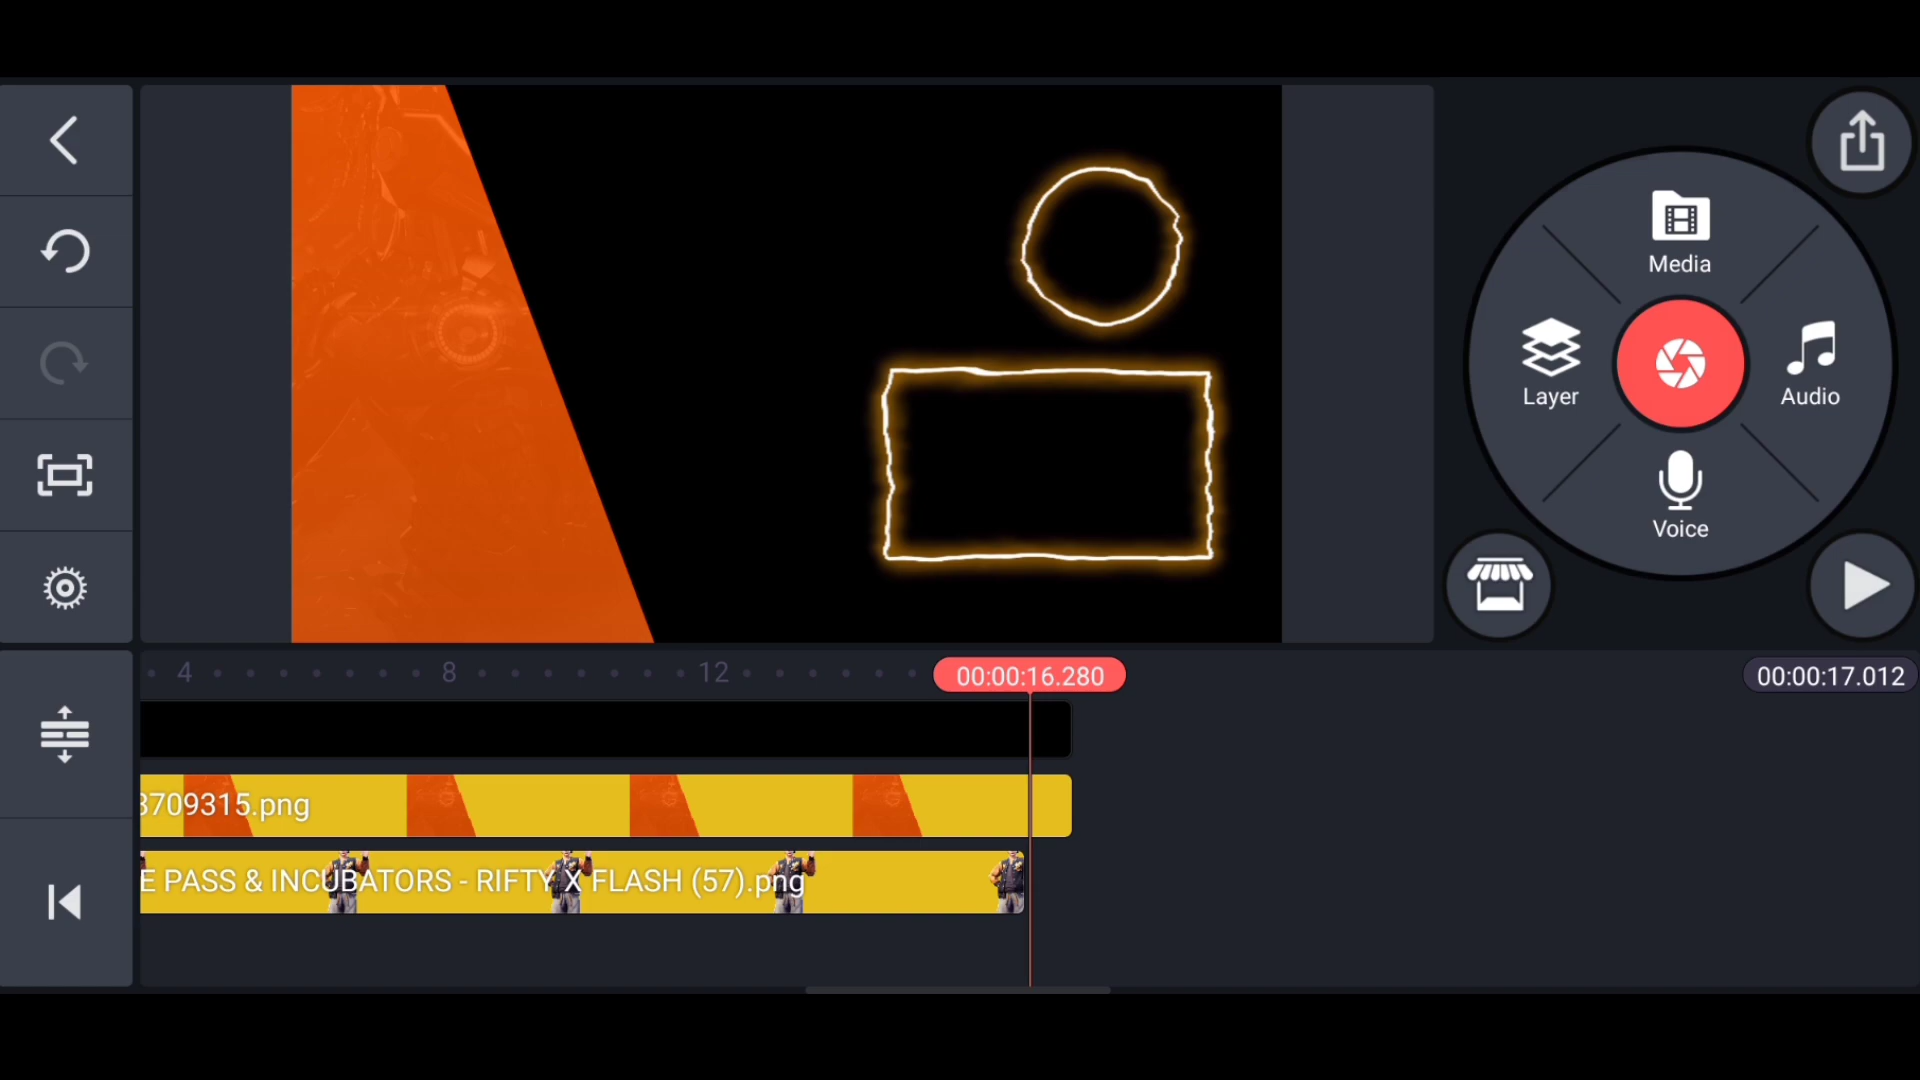 Media
Layer
Audio
Voice
4 8 12 00:00:16.280 00:00:17.012
3709315.png
E PASS & INCUBATORS - RIFTY X FLASH (57).png